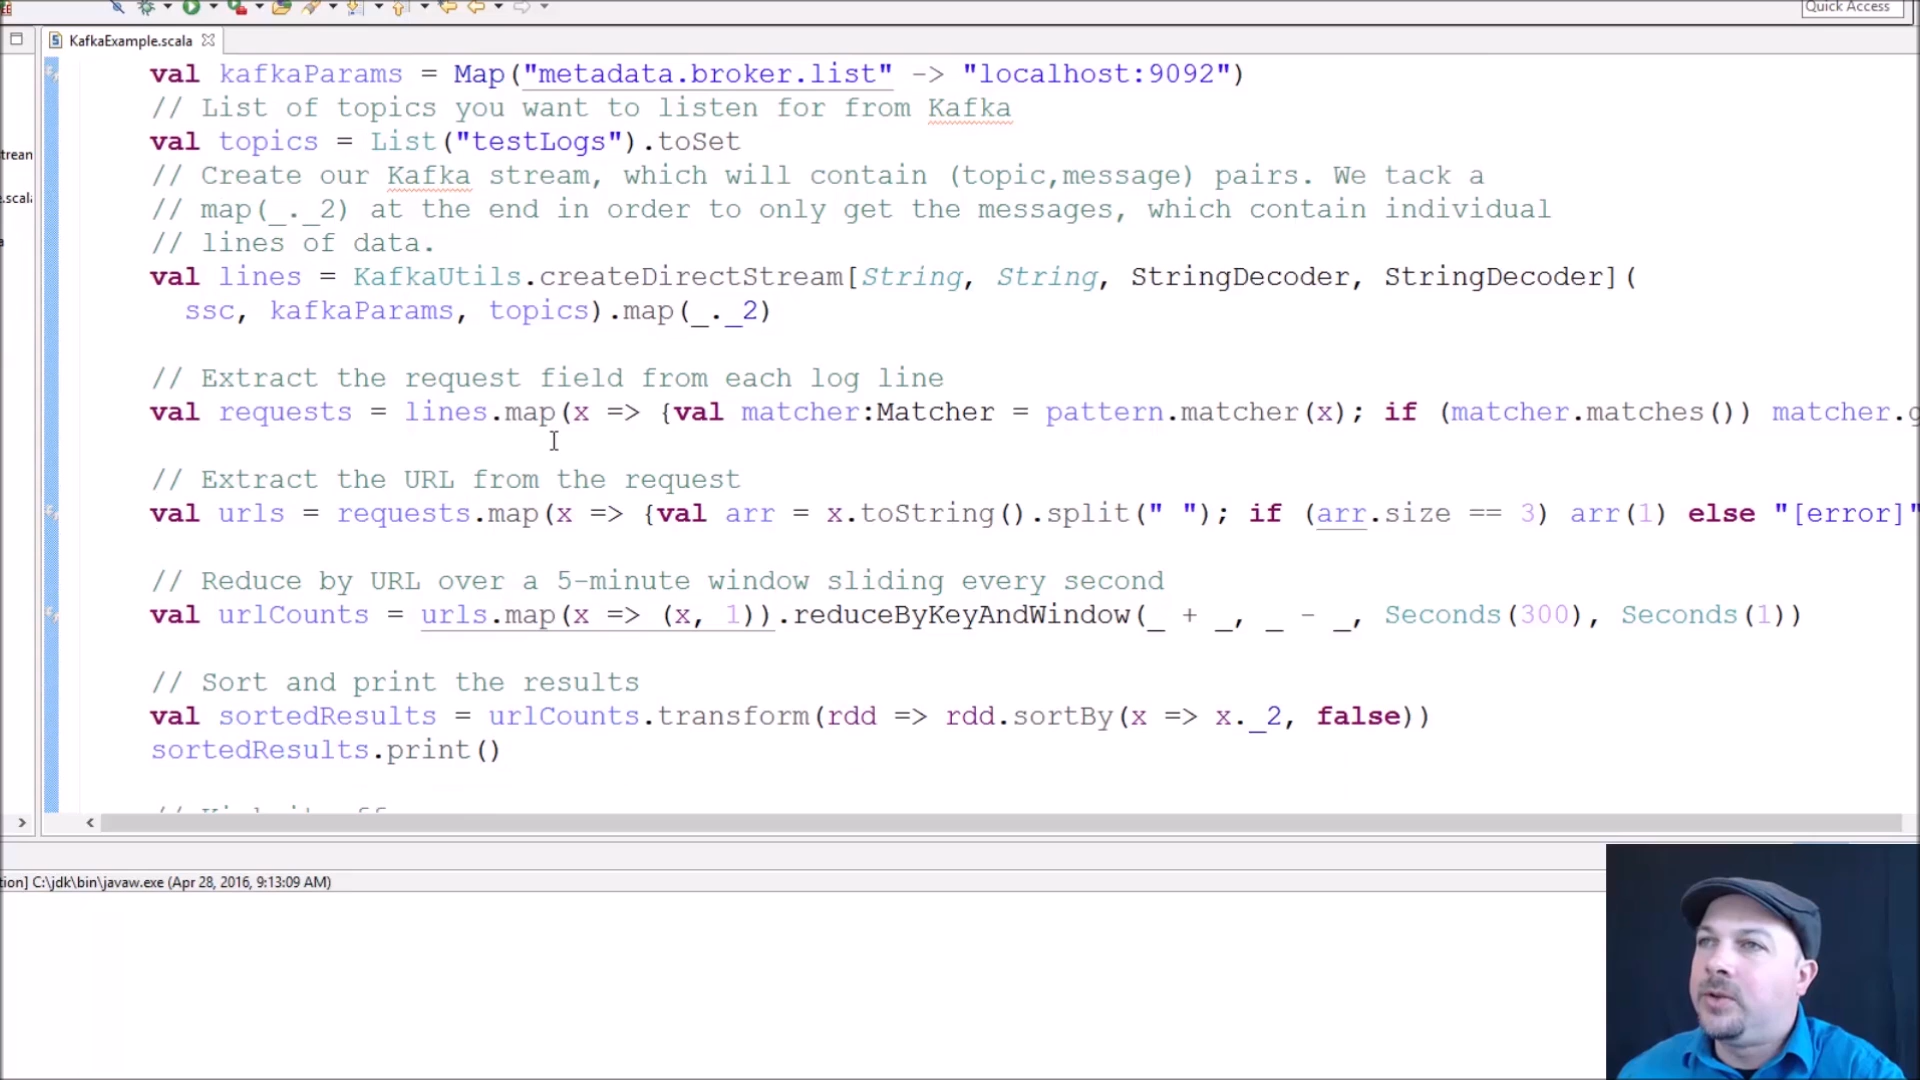 Quick Access
KafkaExample.scala
val kafkaParams = Map("metadata.broker.list" -> "localhost:9092")
// List of topics you want to listen for from Kafka
val topics = List("testLogs").toSet
// Create our Kafka stream, which will contain (topic,message) pairs. We tack a
// map(_._2) at the end in order to only get the messages, which contain individual
// lines of data.
val lines = KafkaUtils.createDirectStream[String, String, StringDecoder, StringDecoder](
ssc, kafkaParams, topics).map(_._2)
// Extract the request field from each log line
val requests = lines.map(x => {val matcher:Matcher = pattern.matcher(x); if (matcher.matches()) matcher.g
// Extract the URL from the request
val urls = requests.map(x => {val arr = x.toString().split(" "); if (arr.size == 3) arr(1) else "[error]"
// Reduce by URL over a 5-minute window sliding every second
val urlCounts = urls.map(x => (x, 1)).reduceByKeyAndWindow(_ + _, _ - _, Seconds(300), Seconds(1))
// Sort and print the results
val sortedResults = urlCounts.transform(rdd => rdd.sortBy(x => x._2, false))
sortedResults.print()
tion] C:\jdk\bin\javaw.exe (Apr 28, 2016, 9:13:09 AM)